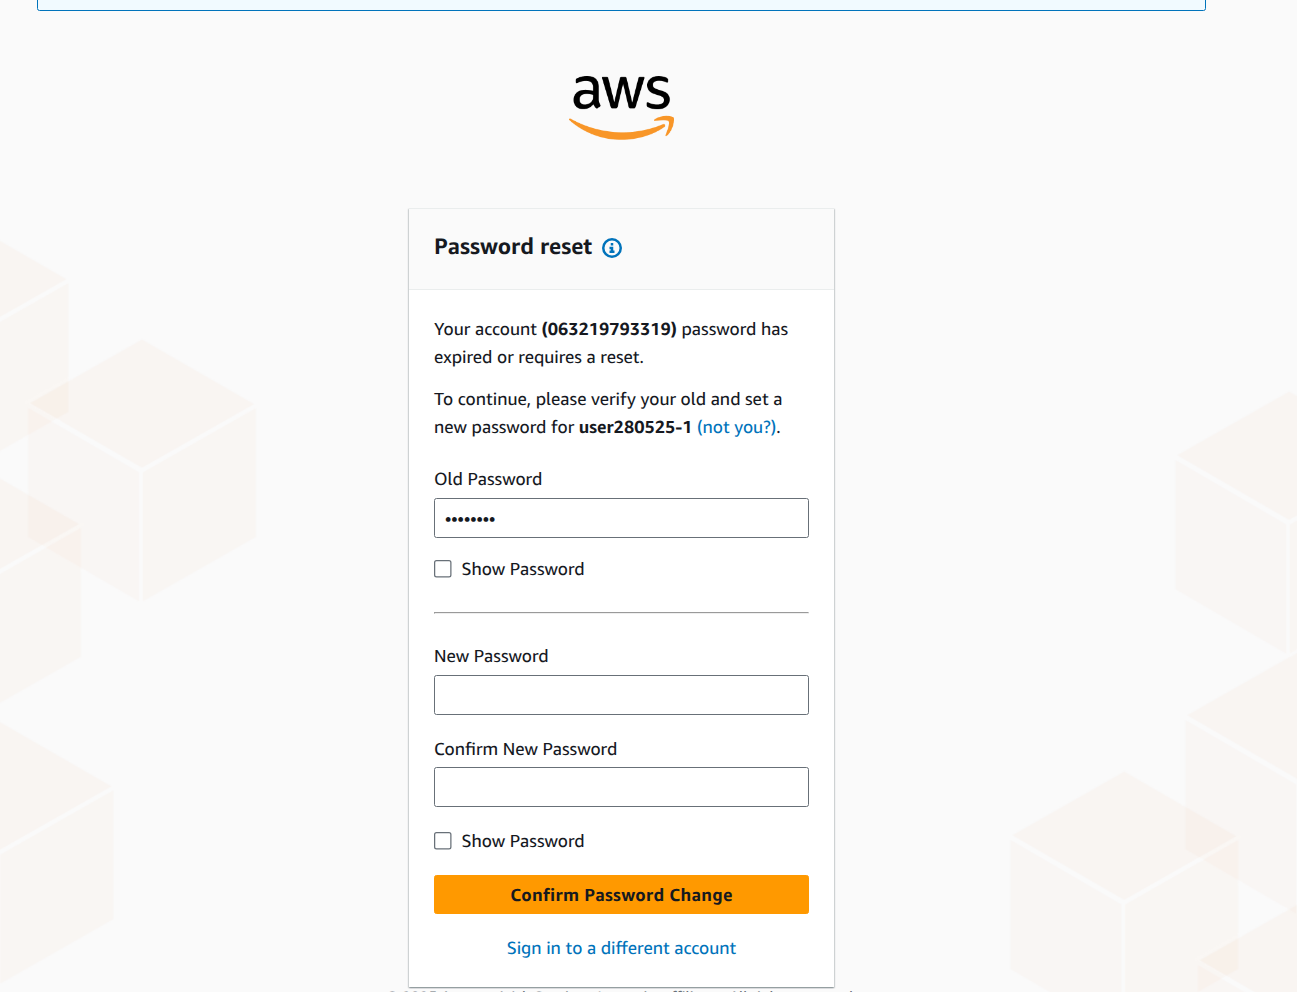 aws
Password reset
Your account (063219793319) password has
expired or requires a reset.
To continue, please verify your old and set a
new password for user280525-1 (not you?).
Old Password
••••••••
Show Password
New Password
Confirm New Password
Show Password
Confirm Password Change
Sign in to a different account